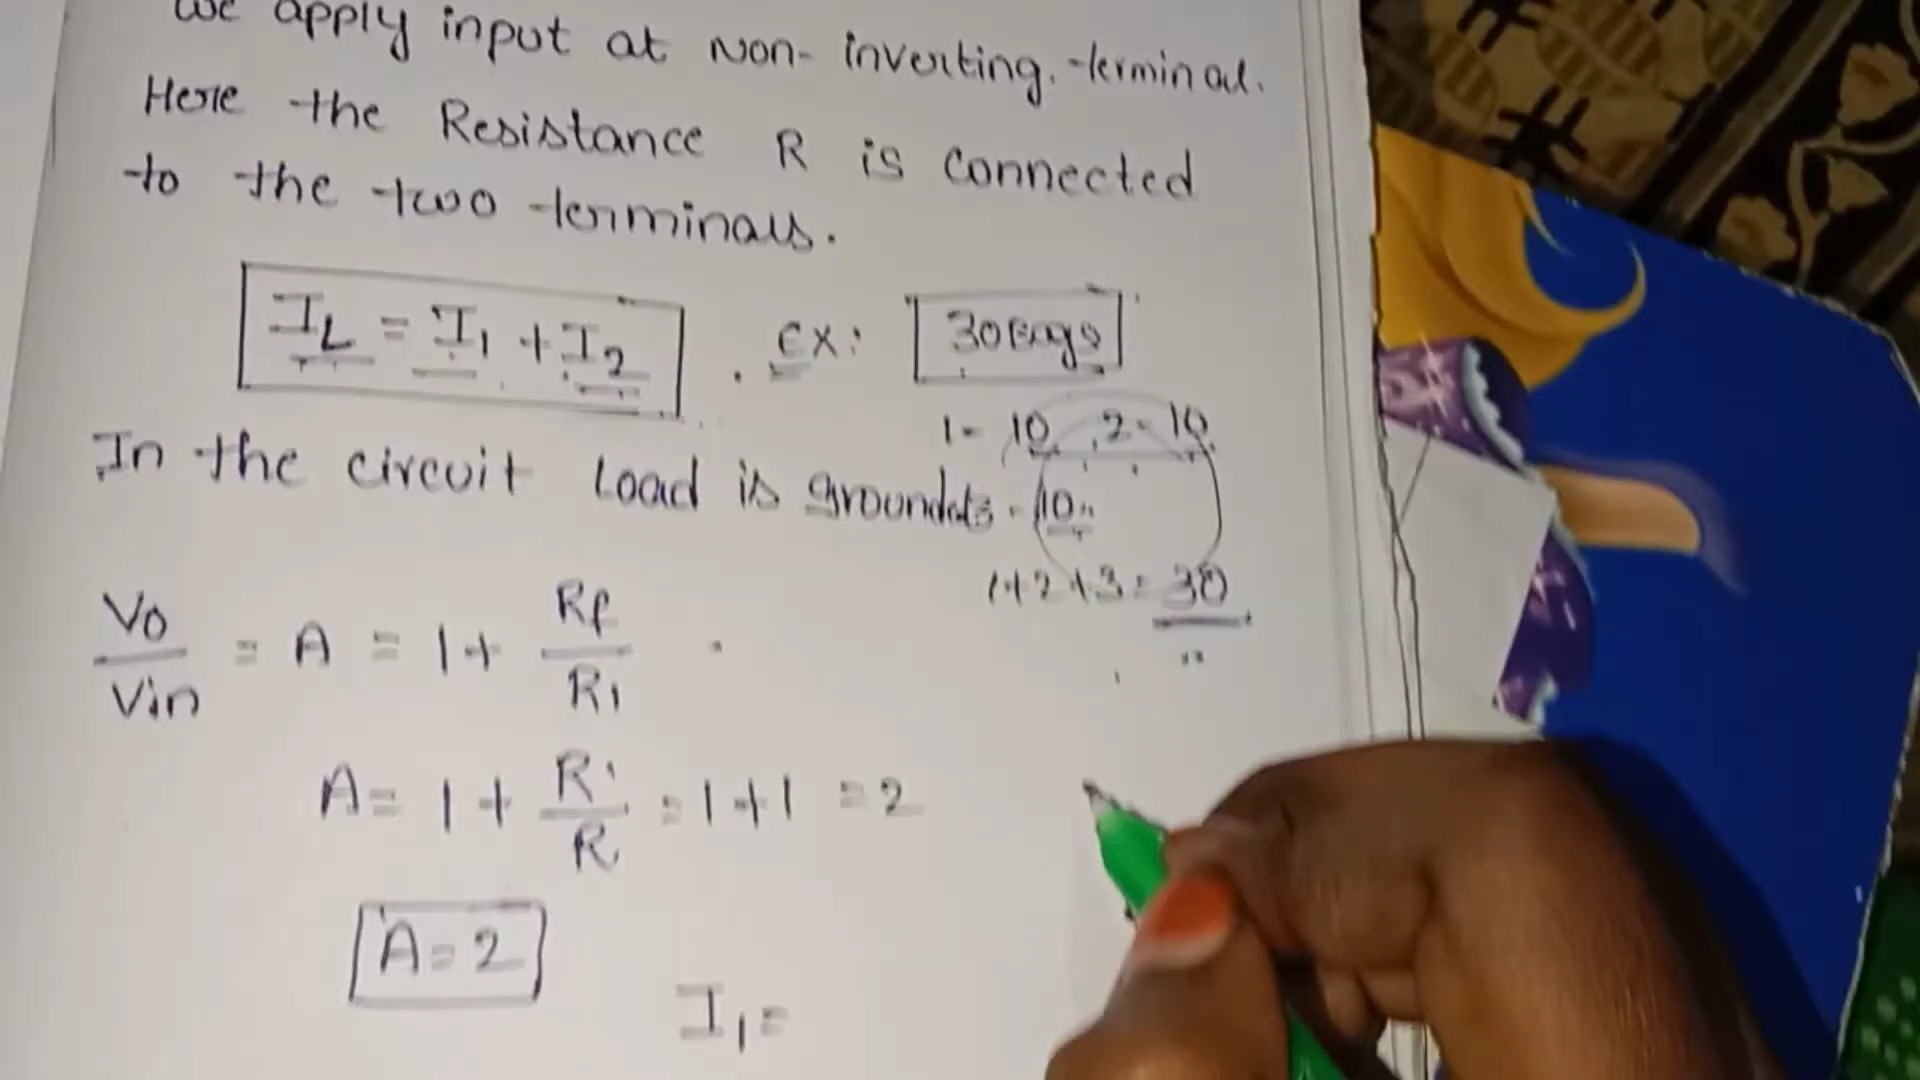 We apply input at Non-inverting. terminal.
Here the Resistance R is connected
to the two terminals.
IL = I1 + I2 . Ex: 30Bags
1- 10, 2- 10
In the circuit Load is grounded
10
1+2+3=30
Vo/Vin = A = 1+ Rf/R1
A= 1+ R/R = 1+1 =2
A=2
I1=